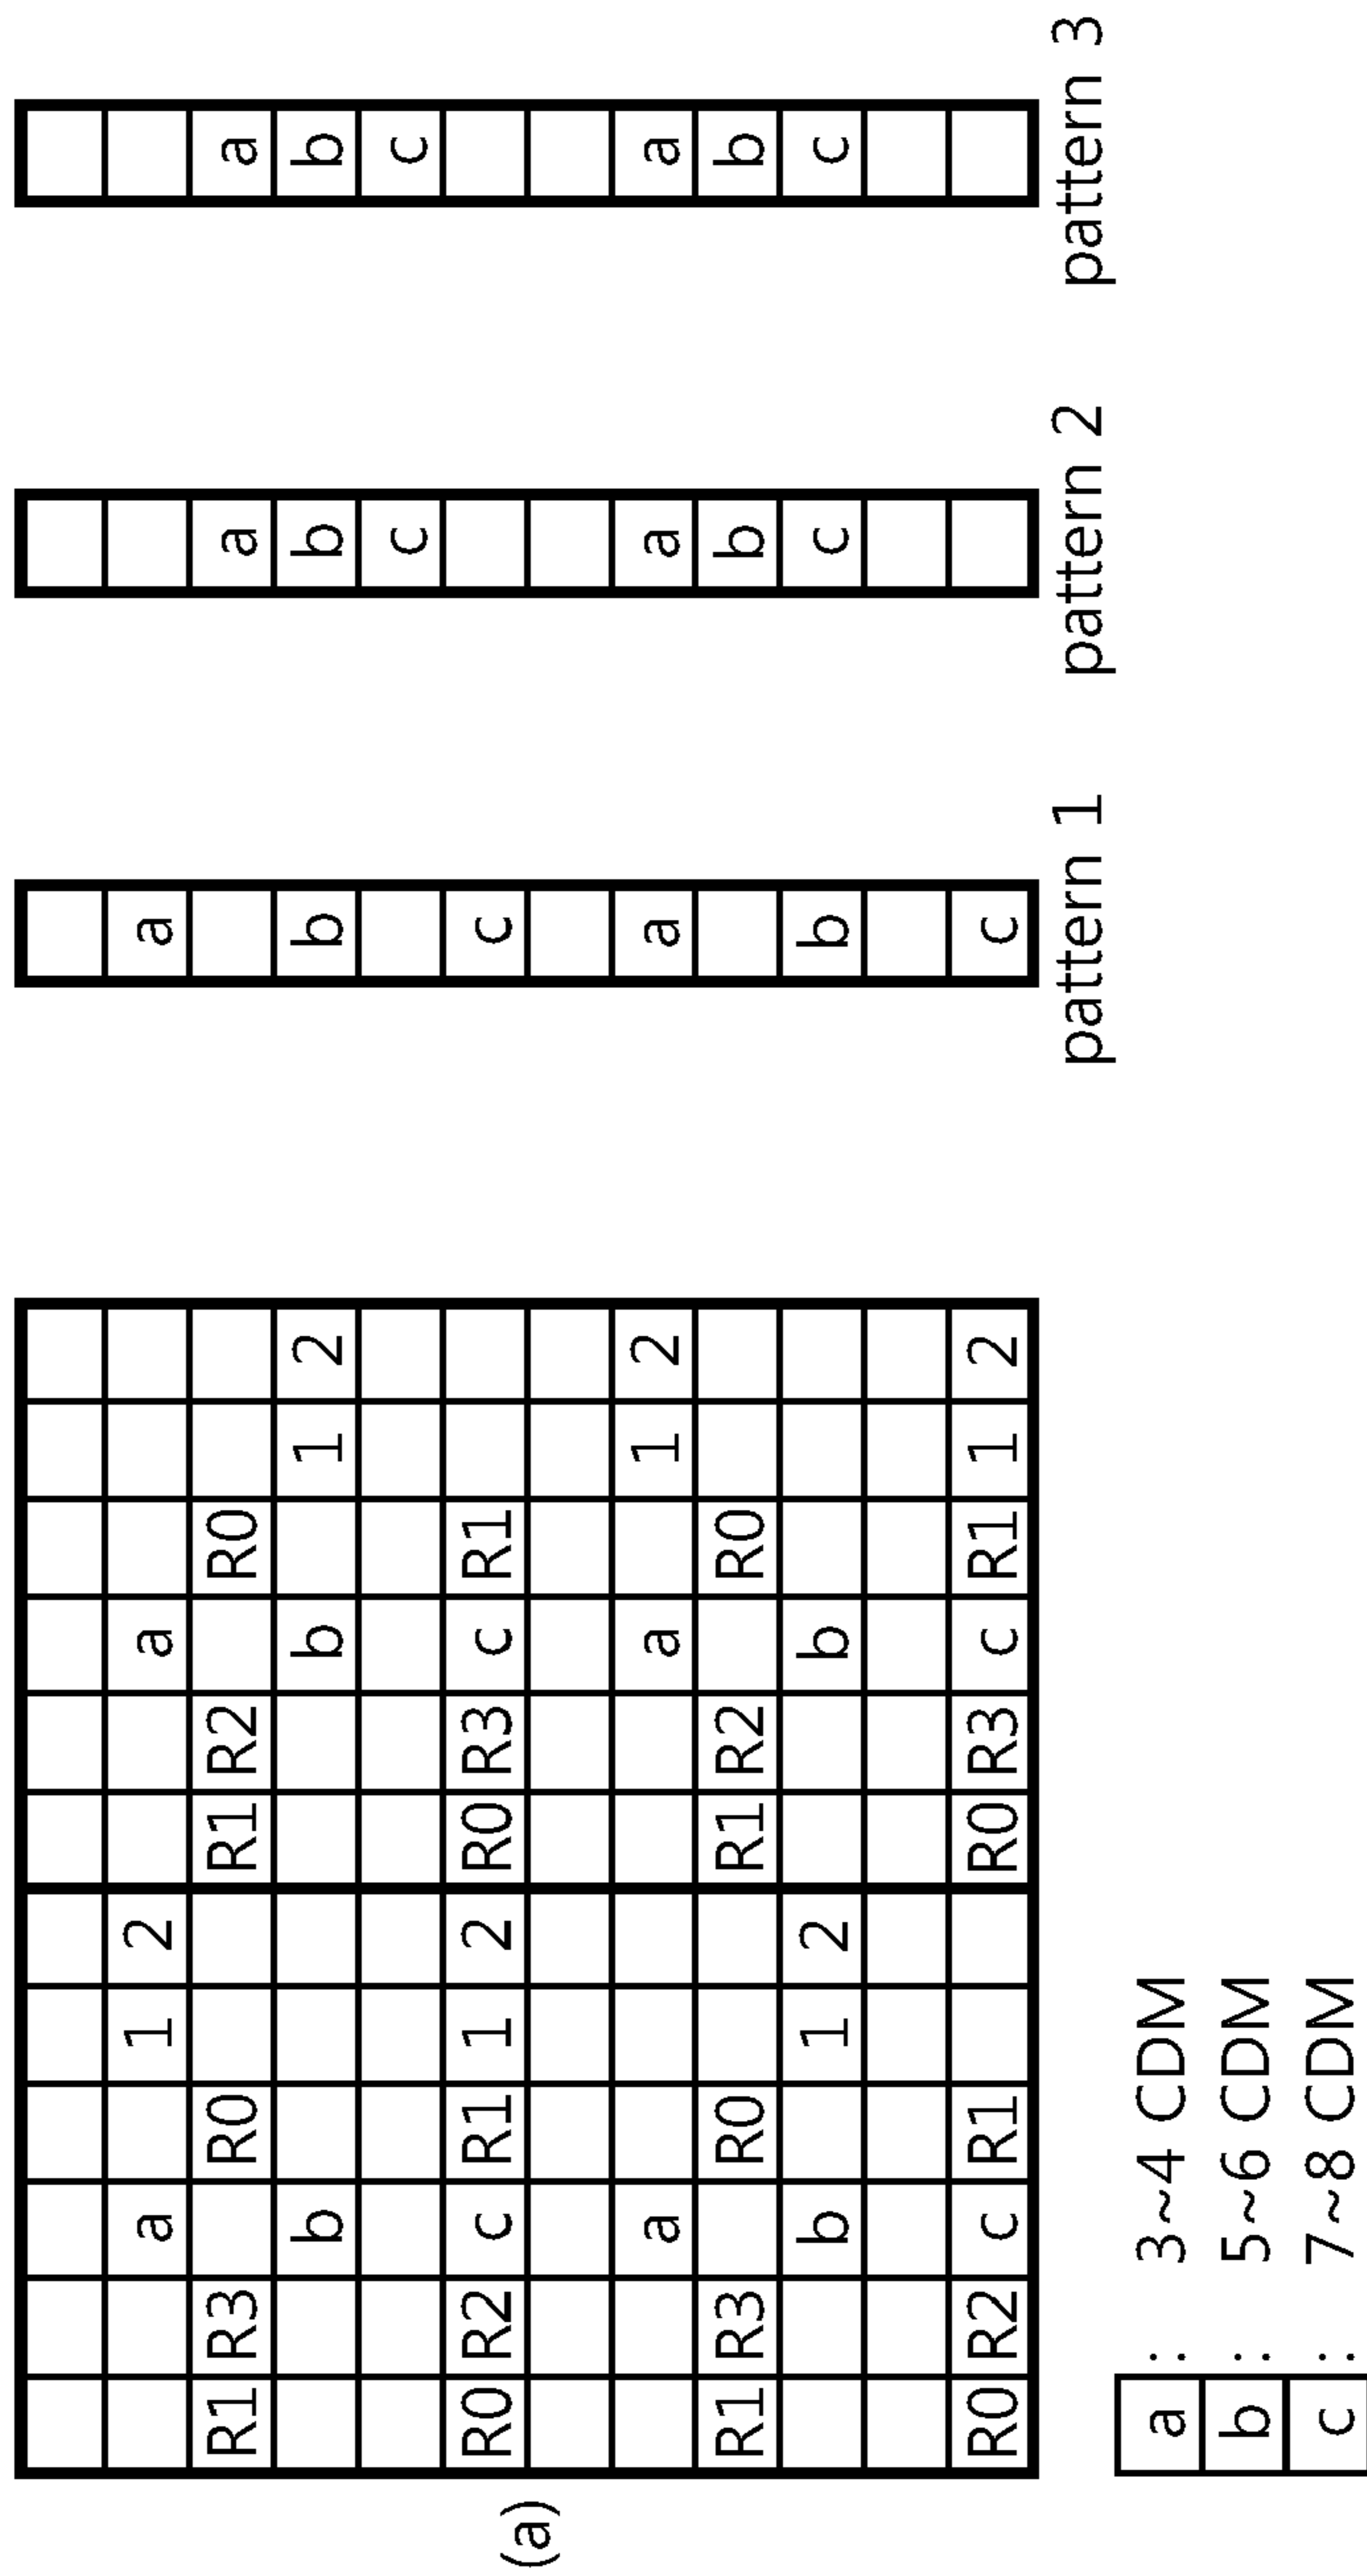 a 1 2 a a
R1 R3 R0 R1 R2 R0 a a
b b 1 2 b b b
c c
R0 R2 c R1 1 2 R0 R3 c R1 c
(a)
a a 1 2 a a a
R1 R3 R0 R1 R2 R0 b b
b 1 2 b b c c
R0 R2 c R1 R0 R3 c R1 1 2 c
pattern 1 pattern 2 pattern 3
a : 3~4 CDM
b : 5~6 CDM
c : 7~8 CDM